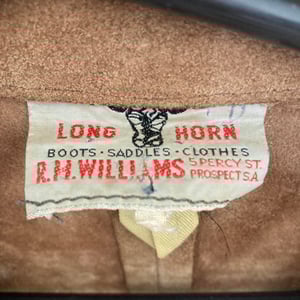 LONG HORN
BOOTS · SADDLES · CLOTHES
R.M. WILLIAMS 5 PERCY ST.
PROSPECT S.A.